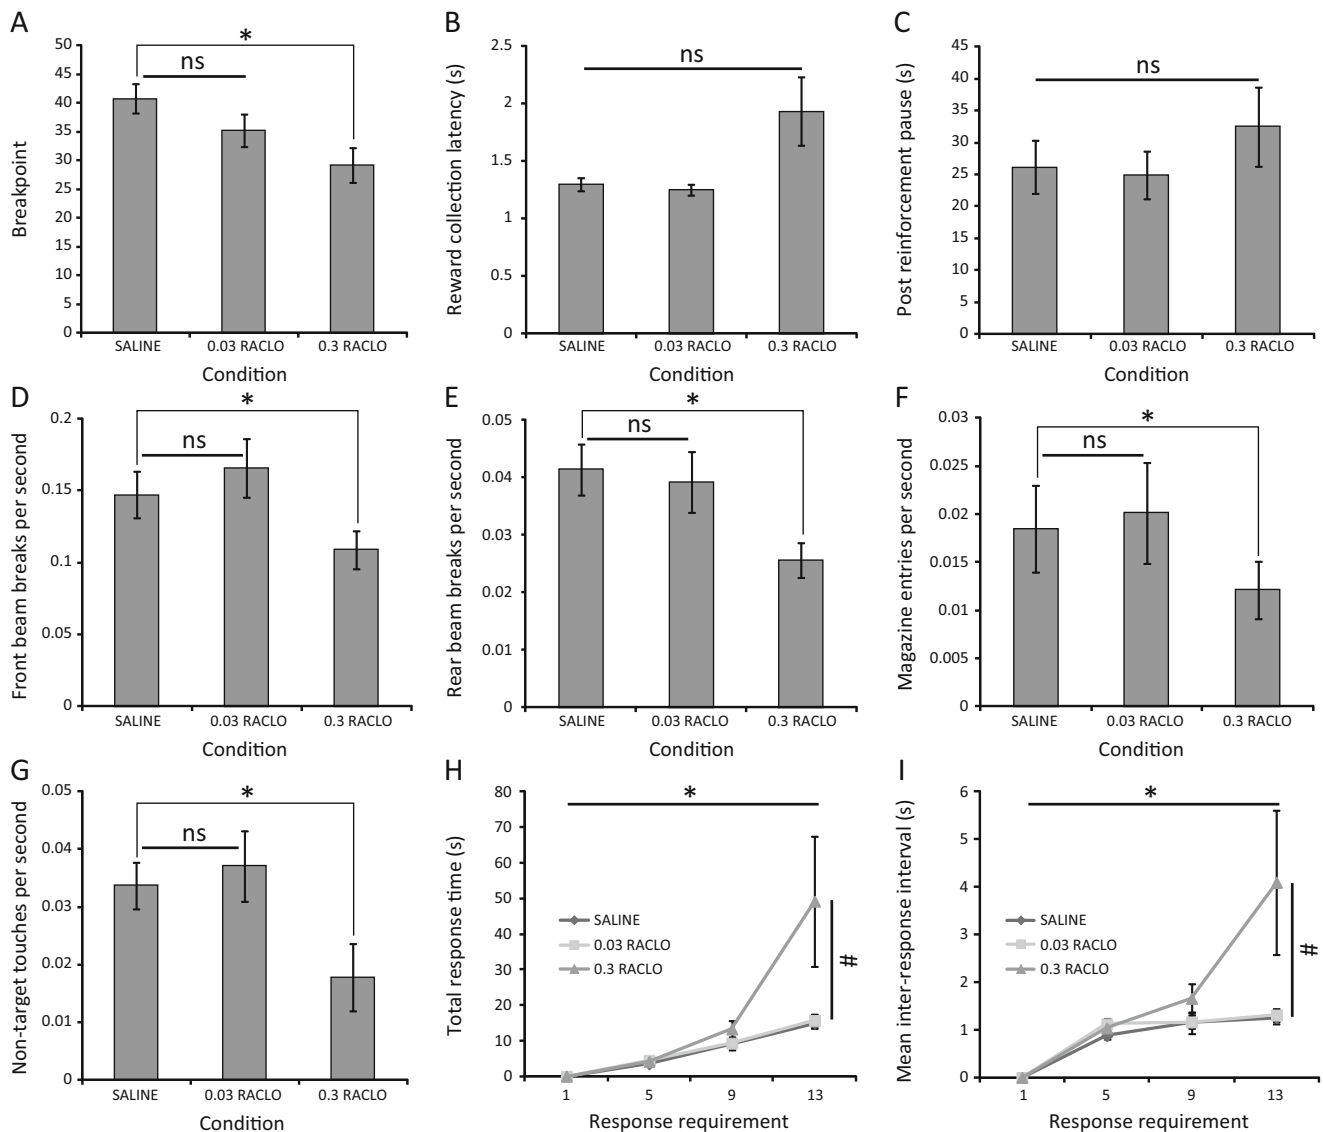 A
Breakpoint
50
45
40
35
30
25
20
15
10
5
0
*
ns
SALINE 0.03 RACLO 0.3 RACLO
Condition
B
Reward collection latency (s)
2.5
2
1.5
1
0.5
0
ns
SALINE 0.03 RACLO 0.3 RACLO
Condition
C
Post reinforcement pause (s)
45
40
35
30
25
20
15
10
5
0
ns
SALINE 0.03 RACLO 0.3 RACLO
Condition
D
Front beam breaks per second
0.2
0.15
0.1
0.05
0
*
ns
SALINE 0.03 RACLO 0.3 RACLO
Condition
E
Rear beam breaks per second
0.05
0.04
0.03
0.02
0.01
0
*
ns
SALINE 0.03 RACLO 0.3 RACLO
Condition
F
Magazine entries per second
0.03
0.025
0.02
0.015
0.01
0.005
0
*
ns
SALINE 0.03 RACLO 0.3 RACLO
Condition
G
Non-target touches per second
0.05
0.04
0.03
0.02
0.01
0
*
ns
SALINE 0.03 RACLO 0.3 RACLO
Condition
H
Total response time (s)
80
70
60
50
40
30
20
10
0
*
SALINE
0.03 RACLO
0.3 RACLO
#
1 5 9 13
Response requirement
I
Mean inter-response interval (s)
6
5
4
3
2
1
0
*
SALINE
0.03 RACLO
0.3 RACLO
#
1 5 9 13
Response requirement